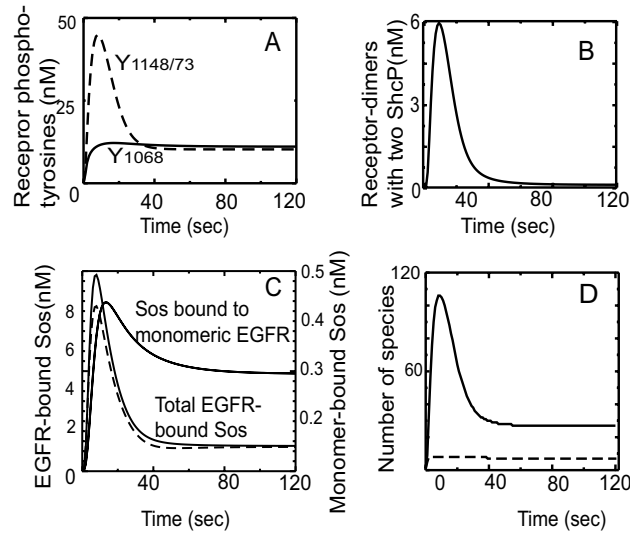 A
Receptror phospho-
tyrosines (nM)
50
25
0
Y1148/73
Y1068
0 40 80 120
Time (sec)
B
Receptor-dimers
with two ShcP(nM)
6
3
0
0 40 80 120
Time (sec)
C
EGFR-bound Sos(nM)
8
6
4
2
0
Sos bound to
monomeric EGFR
Total EGFR-
bound Sos
0.5
0.4
0.3
0.2
Monomer-bound Sos (nM)
0 40 80 120
Time (sec)
D
Number of species
120
60
0 40 80 120
Time (sec)